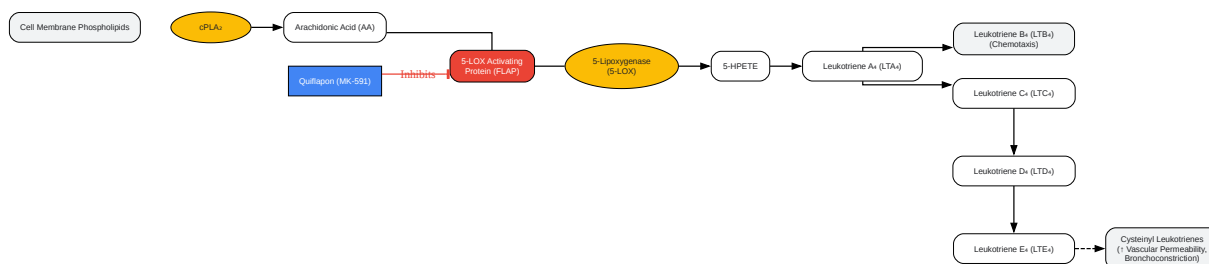 Cell Membrane Phospholipids
cPLA₂
Arachidonic Acid (AA)
Quiflapon (MK-591)
Inhibits
5-LOX Activating
Protein (FLAP)
5-Lipoxygenase
(5-LOX)
5-HPETE
Leukotriene A₄ (LTA₄)
Leukotriene B₄ (LTB₄)
(Chemotaxis)
Leukotriene C₄ (LTC₄)
Leukotriene D₄ (LTD₄)
Leukotriene E₄ (LTE₄)
Cysteinyl Leukotrienes
(↑ Vascular Permeability,
Bronchoconstriction)